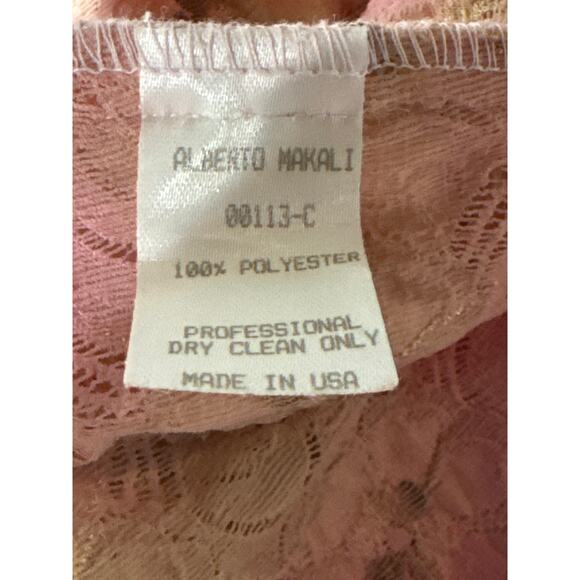 ALBERTO MAKALI
00113-C
100% POLYESTER
PROFESSIONAL
DRY CLEAN ONLY
MADE IN USA